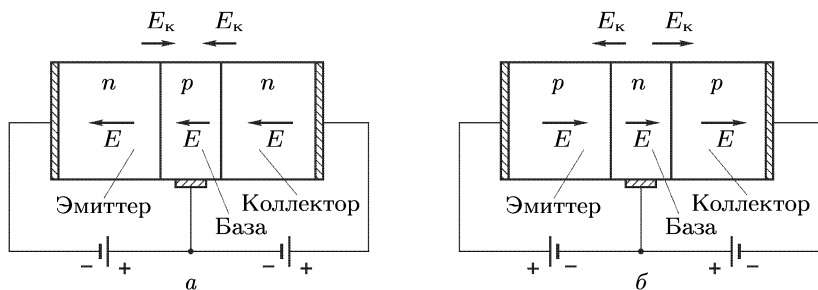 Eк Eк Eк Eк
n p n p n p
E E E E E E
Эмиттер База Коллектор Эмиттер База Коллектор
− + − + + − + −
а б